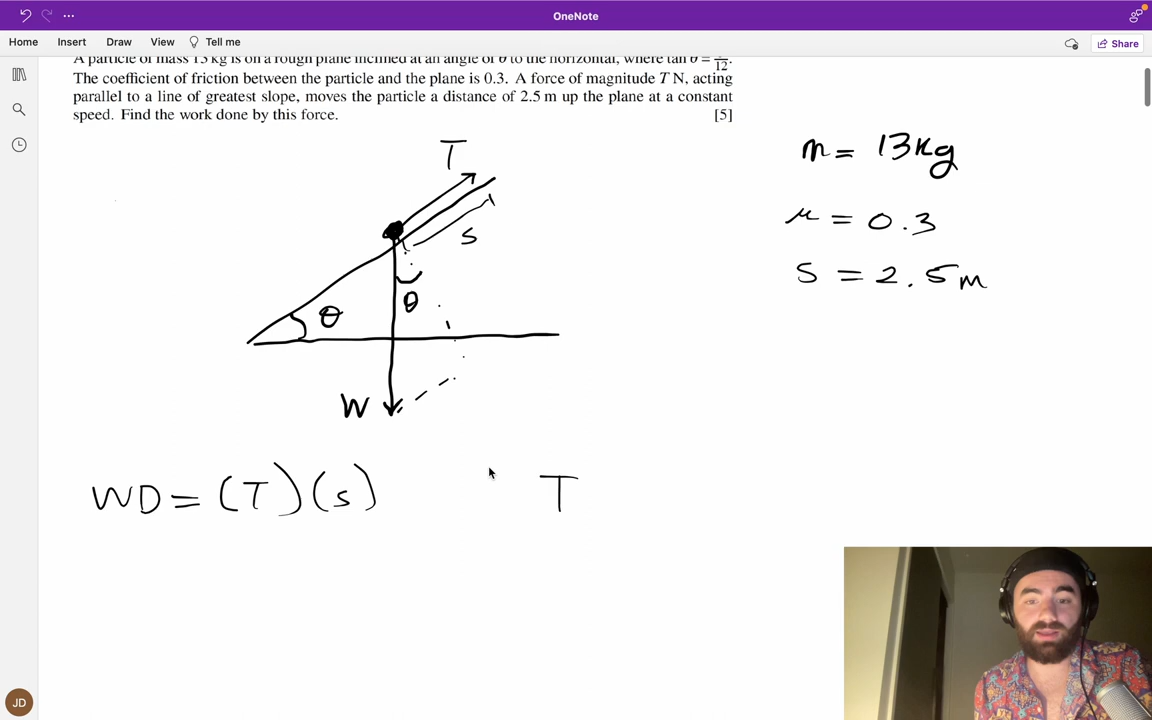 OneNote
Home Insert Draw View Tell me Share
A particle of mass 13 kg is on a rough plane inclined at an angle of θ to the horizontal, where tan θ = /12.
The coefficient of friction between the particle and the plane is 0.3. A force of magnitude T N, acting
parallel to a line of greatest slope, moves the particle a distance of 2.5 m up the plane at a constant
speed. Find the work done by this force. [5]
T
m = 13kg
s
μ = 0.3
s = 2.5m
θ
θ
W
WD = (T)(s) T
JD